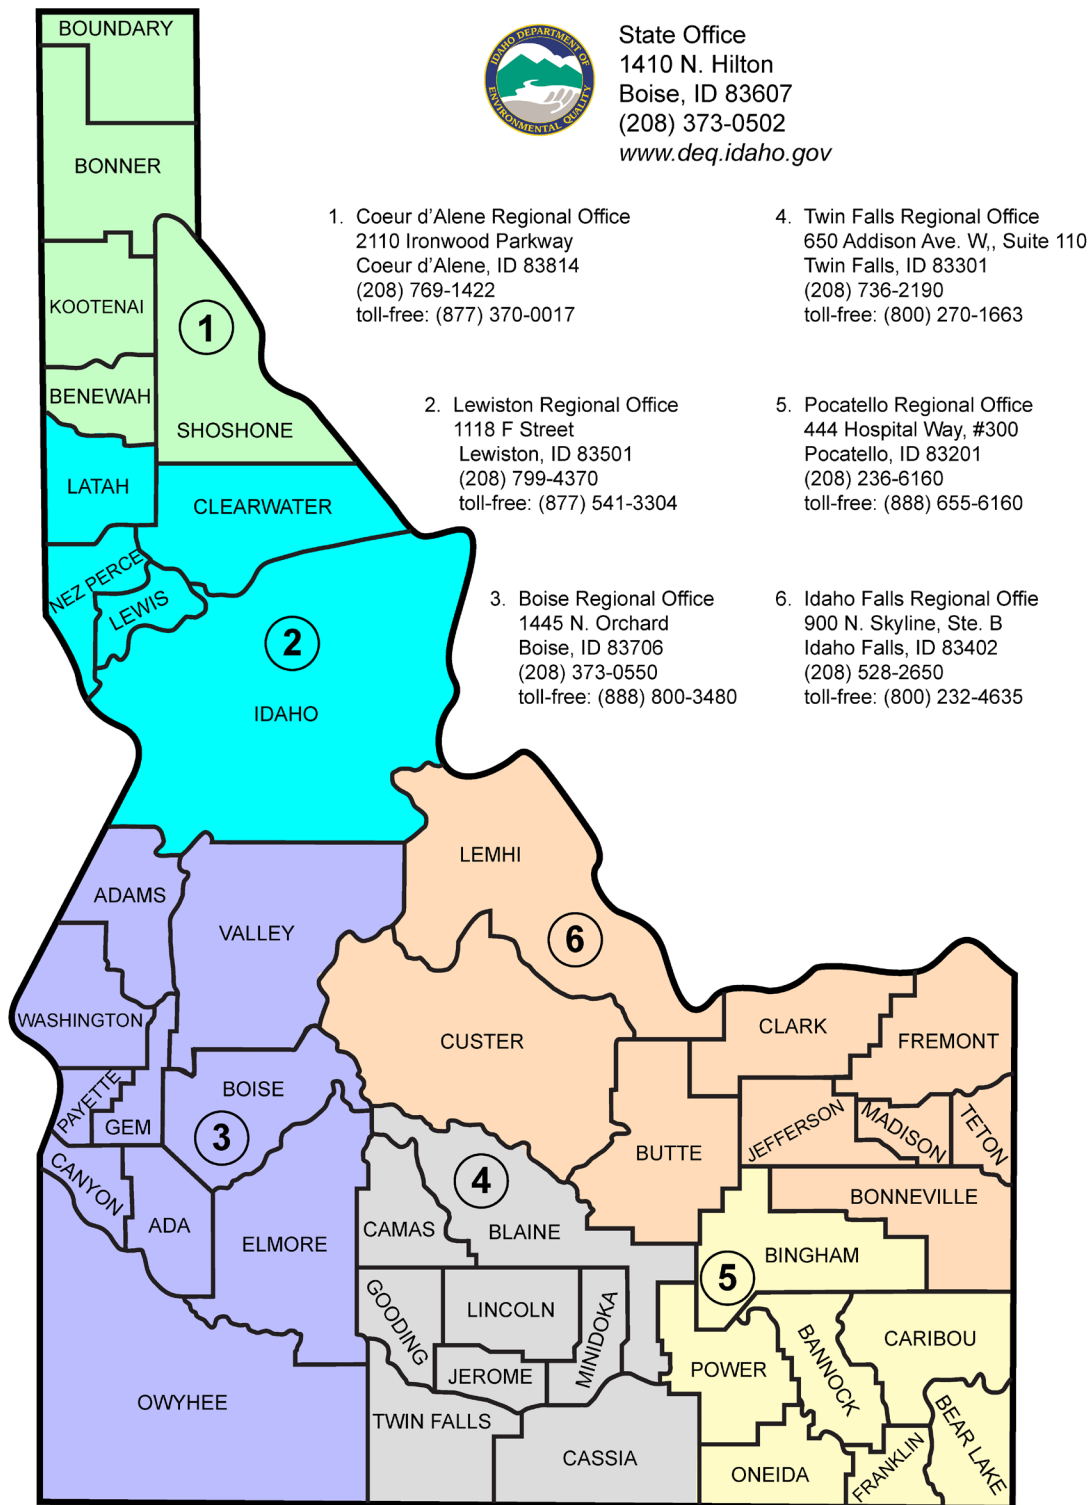 BOUNDARY
IDAHO DEPARTMENT OF
ENVIRONMENTAL QUALITY
State Office
1410 N. Hilton
Boise, ID 83607
(208) 373-0502
www.deq.idaho.gov
BONNER
1. Coeur d’Alene Regional Office
2110 Ironwood Parkway
Coeur d’Alene, ID 83814
(208) 769-1422
toll-free: (877) 370-0017
4. Twin Falls Regional Office
650 Addison Ave. W,, Suite 110
Twin Falls, ID 83301
(208) 736-2190
toll-free: (800) 270-1663
KOOTENAI
1
BENEWAH
SHOSHONE
2. Lewiston Regional Office
1118 F Street
Lewiston, ID 83501
(208) 799-4370
toll-free: (877) 541-3304
5. Pocatello Regional Office
444 Hospital Way, #300
Pocatello, ID 83201
(208) 236-6160
toll-free: (888) 655-6160
LATAH
CLEARWATER
NEZ PERCE
LEWIS
3. Boise Regional Office
1445 N. Orchard
Boise, ID 83706
(208) 373-0550
toll-free: (888) 800-3480
6. Idaho Falls Regional Offie
900 N. Skyline, Ste. B
Idaho Falls, ID 83402
(208) 528-2650
toll-free: (800) 232-4635
2
IDAHO
LEMHI
ADAMS
VALLEY
6
WASHINGTON
CUSTER
CLARK
FREMONT
PAYETTE
BOISE
GEM
3
JEFFERSON
MADISON
TETON
BUTTE
CANYON
ADA
ELMORE
4
CAMAS
BLAINE
BONNEVILLE
BINGHAM
5
GOODING
LINCOLN
MINIDOKA
JEROME
POWER
BANNOCK
CARIBOU
OWYHEE
TWIN FALLS
CASSIA
ONEIDA
FRANKLIN
BEAR LAKE